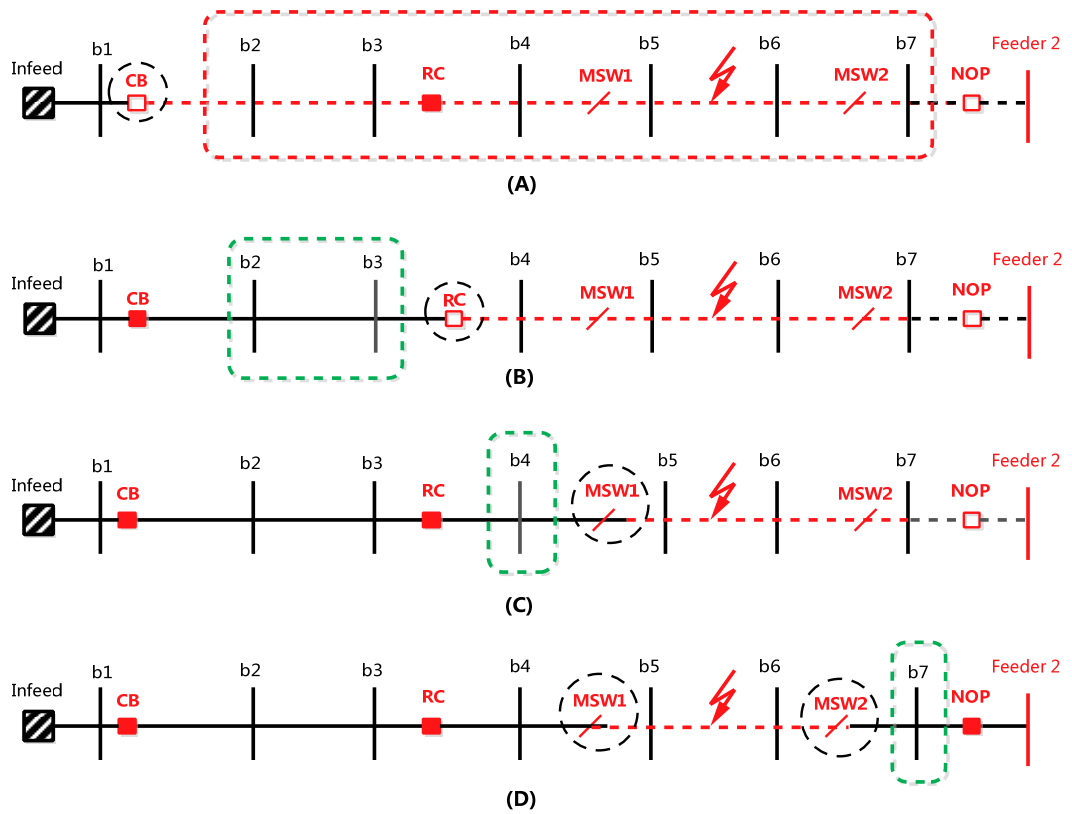 b1 b2 b3 b4 b5 b6 b7 Feeder 2
Infeed CB RC MSW1 MSW2 NOP
(A)
b1 b2 b3 b4 b5 b6 b7 Feeder 2
Infeed CB RC MSW1 MSW2 NOP
(B)
b1 b2 b3 b4 b5 b6 b7 Feeder 2
Infeed CB RC MSW1 MSW2 NOP
(C)
b1 b2 b3 b4 b5 b6 b7 Feeder 2
Infeed CB RC MSW1 MSW2 NOP
(D)